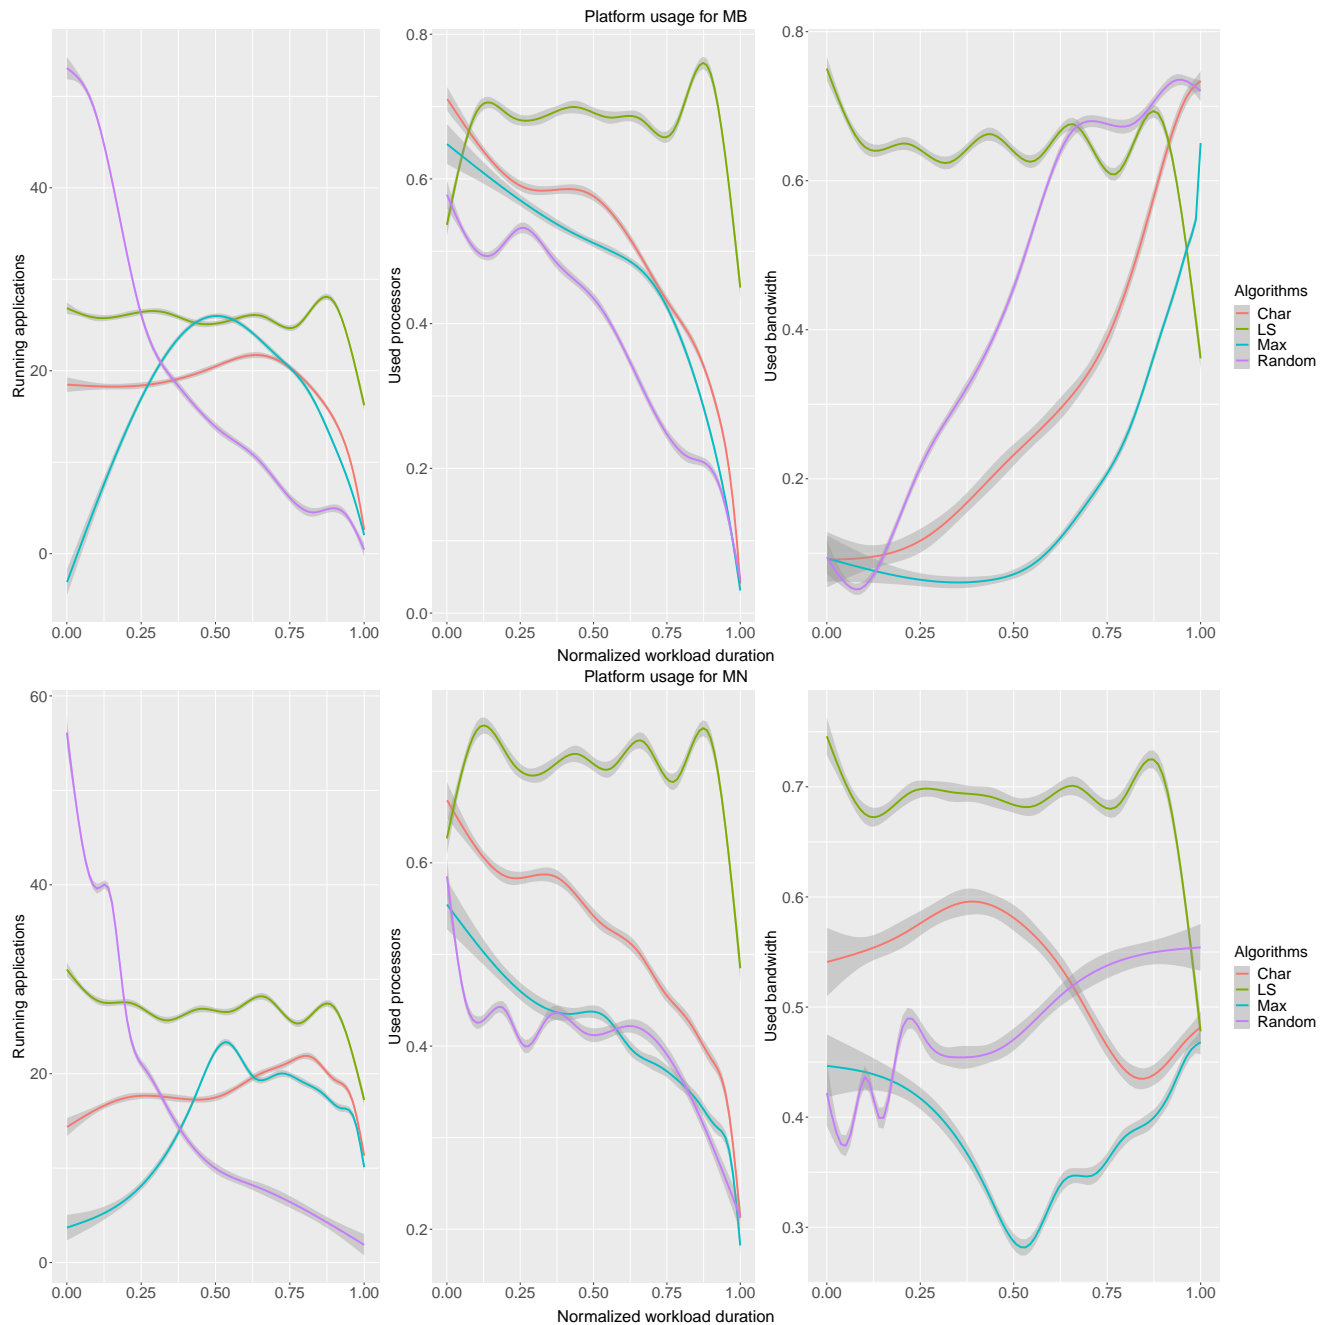 Platform usage for MB
Running applications
40
20
0
0.00 0.25 0.50 0.75 1.00
Used processors
0.8
0.6
0.4
0.2
0.0
0.00 0.25 0.50 0.75 1.00
Used bandwidth
0.8
0.6
0.4
0.2
0.00 0.25 0.50 0.75 1.00
Algorithms
Char
LS
Max
Random
Normalized workload duration
Platform usage for MN
Running applications
60
40
20
0
0.00 0.25 0.50 0.75 1.00
Used processors
0.6
0.4
0.2
0.00 0.25 0.50 0.75 1.00
Used bandwidth
0.7
0.6
0.5
0.4
0.3
0.00 0.25 0.50 0.75 1.00
Algorithms
Char
LS
Max
Random
Normalized workload duration